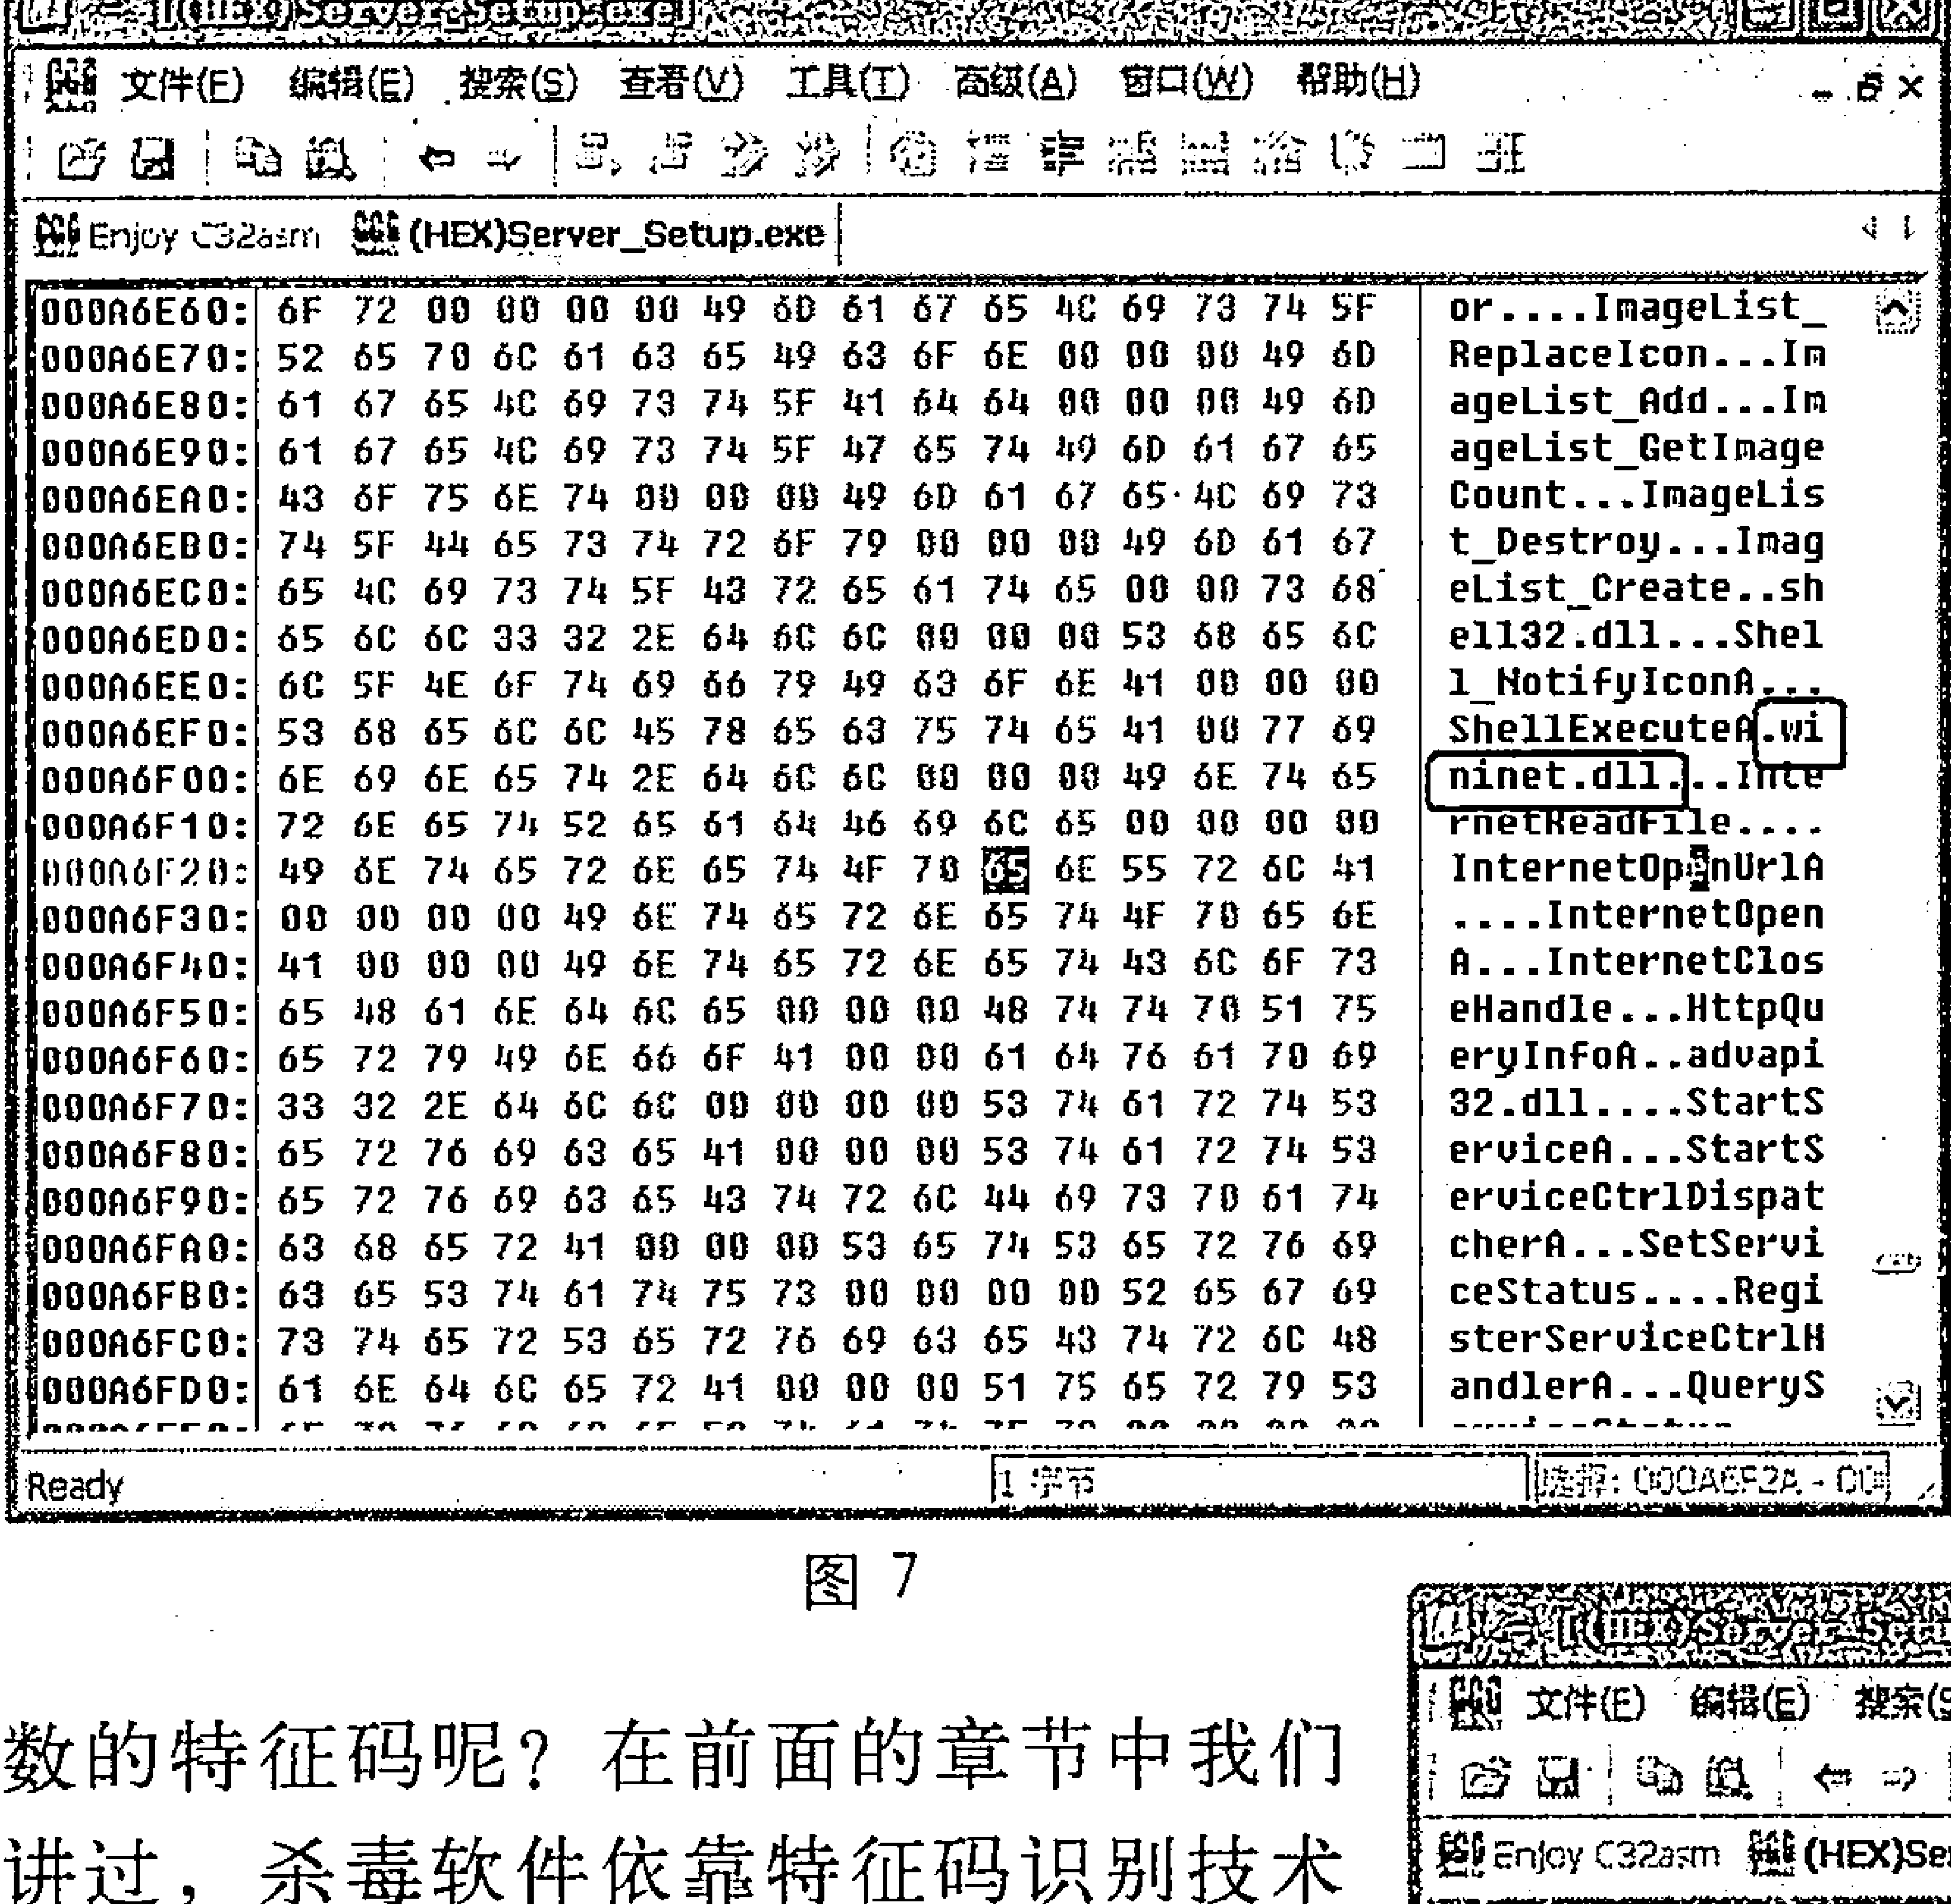 [(HEX)Server_Setup.exe]
文件(F) 编辑(E) 搜索(S) 查看(V) 工具(T) 高级(A) 窗口(W) 帮助(H)
Enjoy C32asm (HEX)Server_Setup.exe
000A6E60: 6F 72 00 00 00 00 49 6D 61 67 65 4C 69 73 74 5F or....ImageList_
000A6E70: 52 65 70 6C 61 63 65 49 63 6F 6E 00 00 00 49 6D ReplaceIcon...Im
000A6E80: 61 67 65 4C 69 73 74 5F 41 64 64 00 00 00 49 6D ageList_Add...Im
000A6E90: 61 67 65 4C 69 73 74 5F 47 65 74 49 6D 61 67 65 ageList_GetImage
000A6EA0: 43 6F 75 6E 74 00 00 00 49 6D 61 67 65 4C 69 73 Count...ImageLis
000A6EB0: 74 5F 44 65 73 74 72 6F 79 00 00 00 49 6D 61 67 t_Destroy...Imag
000A6EC0: 65 4C 69 73 74 5F 43 72 65 61 74 65 00 00 73 68 eList_Create..sh
000A6ED0: 65 6C 6C 33 32 2E 64 6C 6C 00 00 00 53 68 65 6C ell32.dll...Shel
000A6EE0: 6C 5F 4E 6F 74 69 66 79 49 63 6F 6E 41 00 00 00 l_NotifyIconA...
000A6EF0: 53 68 65 6C 6C 45 78 65 63 75 74 65 41 00 77 69 ShellExecuteA.wi
000A6F00: 6E 69 6E 65 74 2E 64 6C 6C 00 00 00 49 6E 74 65 ninet.dll...Inte
000A6F10: 72 6E 65 74 52 65 61 64 46 69 6C 65 00 00 00 00 rnetReadFile....
000A6F20: 49 6E 74 65 72 6E 65 74 4F 70 65 6E 55 72 6C 41 InternetOpenUrlA
000A6F30: 00 00 00 00 49 6E 74 65 72 6E 65 74 4F 70 65 6E ....InternetOpen
000A6F40: 41 00 00 00 49 6E 74 65 72 6E 65 74 43 6C 6F 73 A...InternetClos
000A6F50: 65 48 61 6E 64 6C 65 00 00 00 48 74 74 70 51 75 eHandle...HttpQu
000A6F60: 65 72 79 49 6E 66 6F 41 00 00 61 64 76 61 70 69 eryInfoA..advapi
000A6F70: 33 32 2E 64 6C 6C 00 00 00 00 53 74 61 72 74 53 32.dll....StartS
000A6F80: 65 72 76 69 63 65 41 00 00 00 53 74 61 72 74 53 erviceA...StartS
000A6F90: 65 72 76 69 63 65 43 74 72 6C 44 69 73 70 61 74 erviceCtrlDispat
000A6FA0: 63 68 65 72 41 00 00 00 53 65 74 53 65 72 76 69 cherA...SetServi
000A6FB0: 63 65 53 74 61 74 75 73 00 00 00 00 52 65 67 69 ceStatus....Regi
000A6FC0: 73 74 65 72 53 65 72 76 69 63 65 43 74 72 6C 48 sterServiceCtrlH
000A6FD0: 61 6E 64 6C 65 72 41 00 00 00 51 75 65 72 79 53 andlerA...QueryS
Ready 1 字节 选择: 000A6F2A - 00
图 7
数的特征码呢？在前面的章节中我们
讲过，杀毒软件依靠特征码识别技术
[(HEX)Server_Setu
文件(F) 编辑(E) 搜索(S
Enjoy C32asm (HEX)Ser